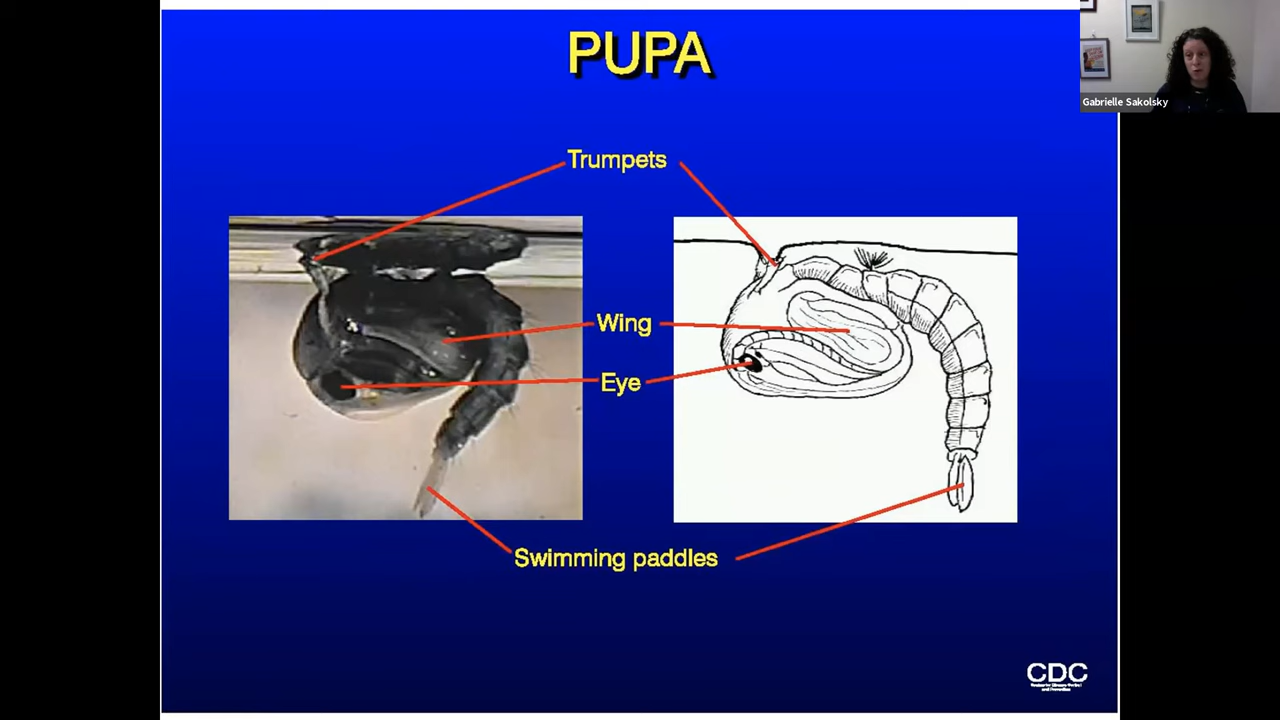 PUPA
Gabrielle Sakolsky
Trumpets
Wing
Eye
Swimming paddles
CDC